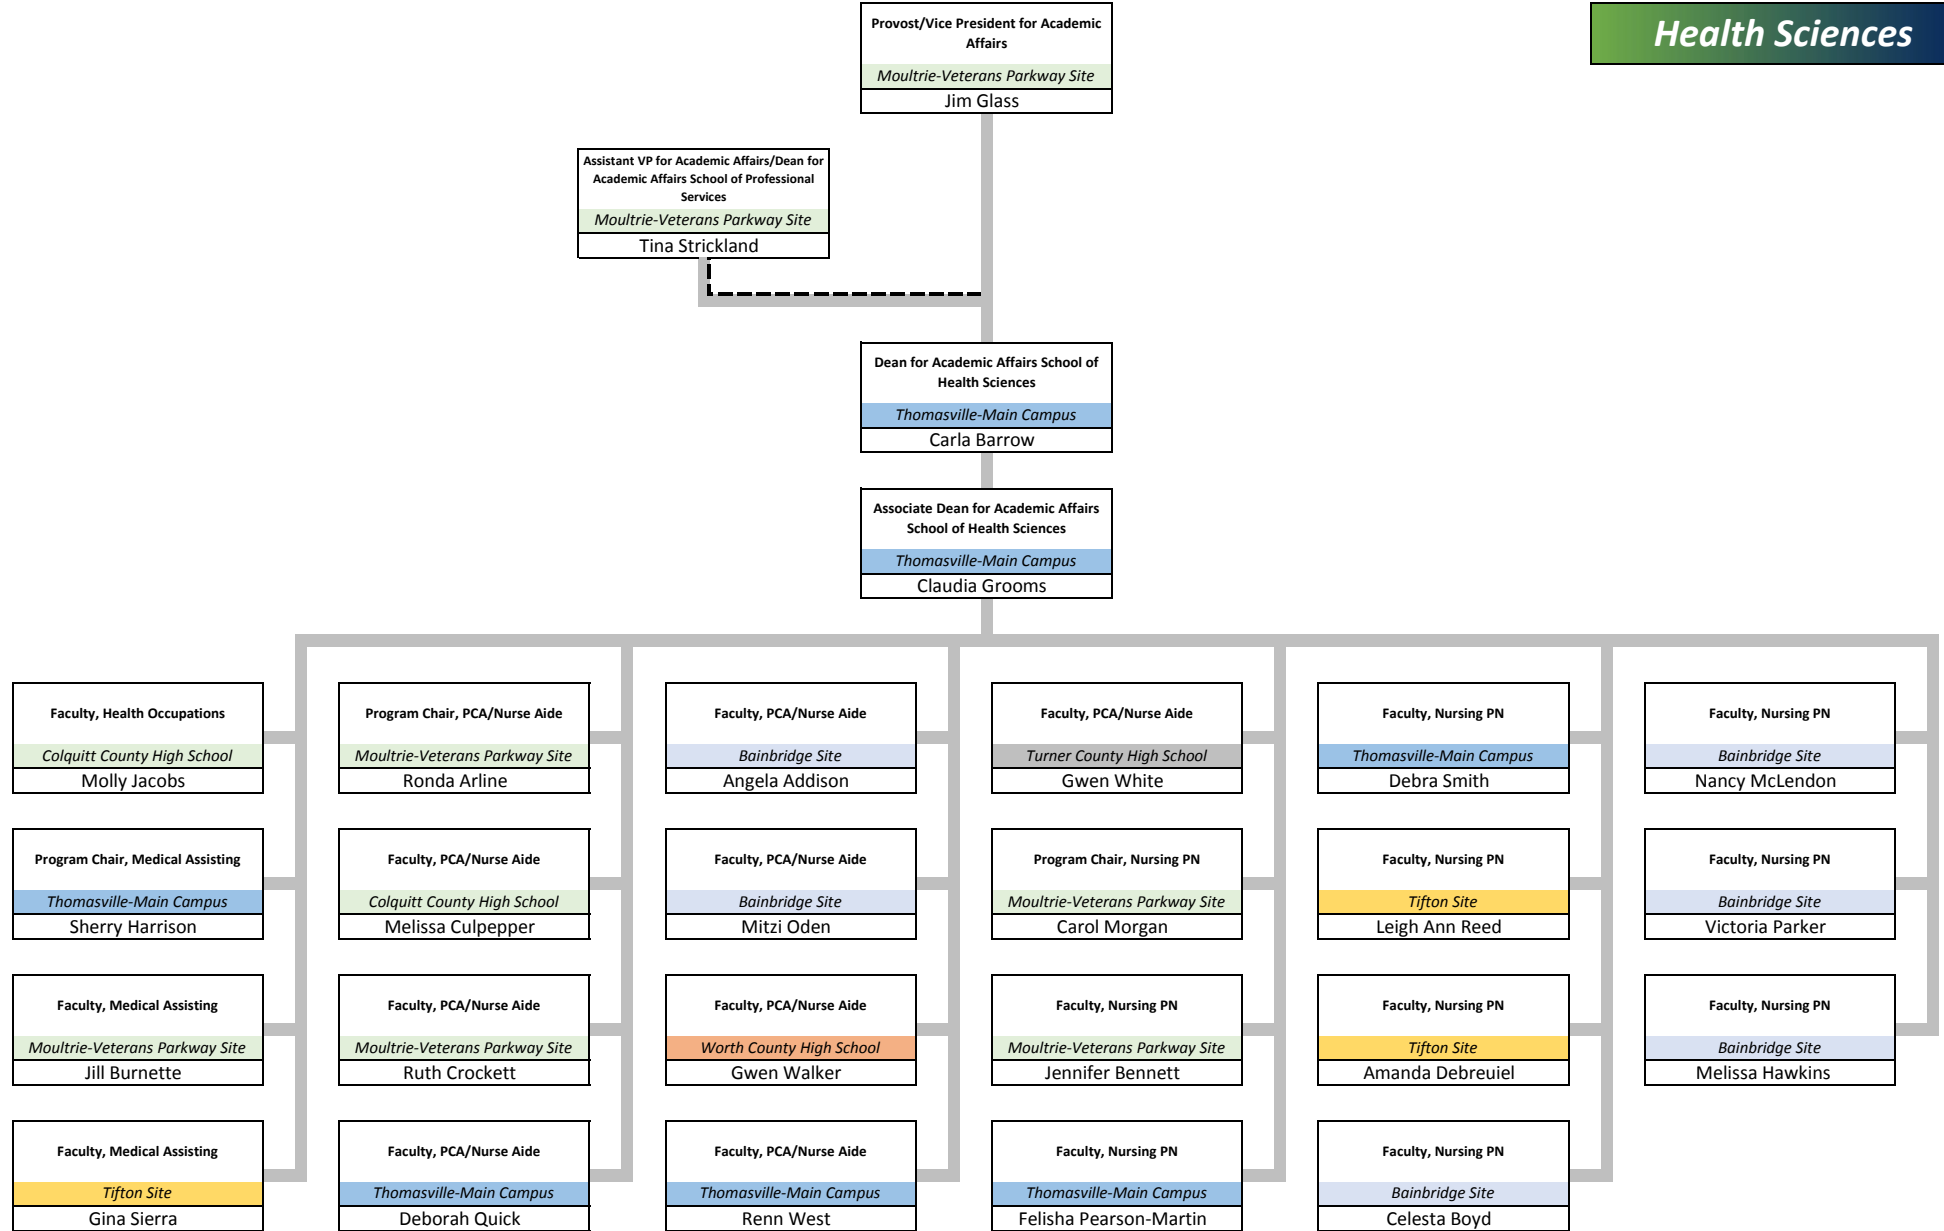 Health Sciences
Provost/Vice President for Academic
Affairs
Moultrie-Veterans Parkway Site
Jim Glass
Assistant VP for Academic Affairs/Dean for
Academic Affairs School of Professional
Services
Moultrie-Veterans Parkway Site
Tina Strickland
Dean for Academic Affairs School of
Health Sciences
Thomasville-Main Campus
Carla Barrow
Associate Dean for Academic Affairs
School of Health Sciences
Thomasville-Main Campus
Claudia Grooms
Faculty, Health Occupations
Colquitt County High School
Molly Jacobs
Program Chair, Medical Assisting
Thomasville-Main Campus
Sherry Harrison
Faculty, Medical Assisting
Moultrie-Veterans Parkway Site
Jill Burnette
Faculty, Medical Assisting
Tifton Site
Gina Sierra
Program Chair, PCA/Nurse Aide
Moultrie-Veterans Parkway Site
Ronda Arline
Faculty, PCA/Nurse Aide
Colquitt County High School
Melissa Culpepper
Faculty, PCA/Nurse Aide
Moultrie-Veterans Parkway Site
Ruth Crockett
Faculty, PCA/Nurse Aide
Thomasville-Main Campus
Deborah Quick
Faculty, PCA/Nurse Aide
Bainbridge Site
Angela Addison
Faculty, PCA/Nurse Aide
Bainbridge Site
Mitzi Oden
Faculty, PCA/Nurse Aide
Worth County High School
Gwen Walker
Faculty, PCA/Nurse Aide
Thomasville-Main Campus
Renn West
Faculty, PCA/Nurse Aide
Turner County High School
Gwen White
Program Chair, Nursing PN
Moultrie-Veterans Parkway Site
Carol Morgan
Faculty, Nursing PN
Moultrie-Veterans Parkway Site
Jennifer Bennett
Faculty, Nursing PN
Thomasville-Main Campus
Felisha Pearson-Martin
Faculty, Nursing PN
Thomasville-Main Campus
Debra Smith
Faculty, Nursing PN
Tifton Site
Leigh Ann Reed
Faculty, Nursing PN
Tifton Site
Amanda Debreuiel
Faculty, Nursing PN
Bainbridge Site
Celesta Boyd
Faculty, Nursing PN
Bainbridge Site
Nancy McLendon
Faculty, Nursing PN
Bainbridge Site
Victoria Parker
Faculty, Nursing PN
Bainbridge Site
Melissa Hawkins